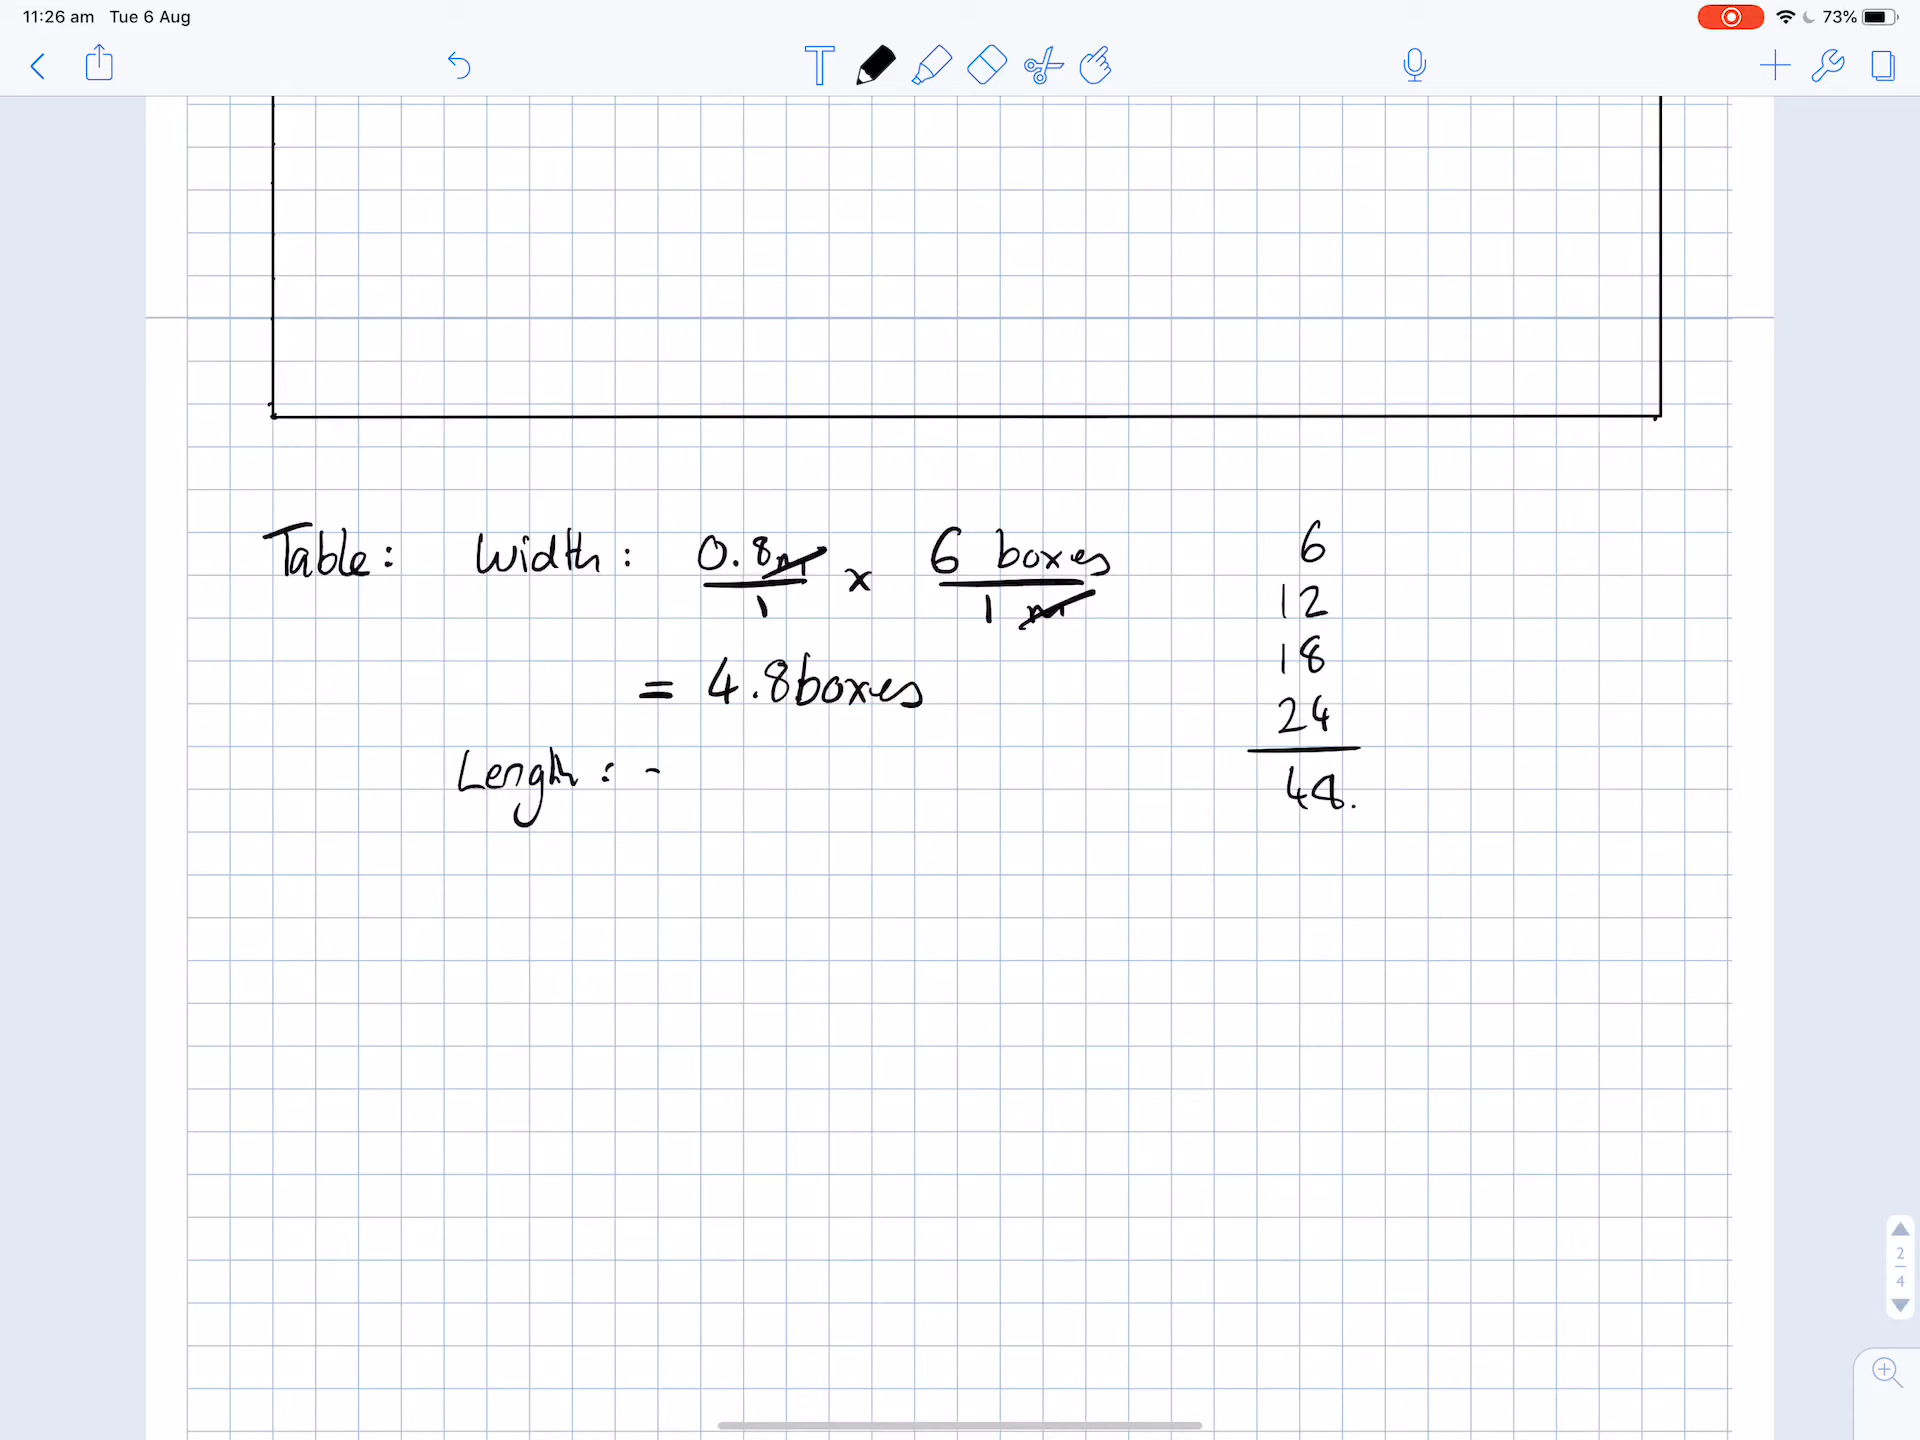 11:26 am Tue 6 Aug
73%
Table: Width: 0.8m/1 x 6 boxes/1 m
= 4.8boxes
Length: -
6
12
18
24
48.
2
4